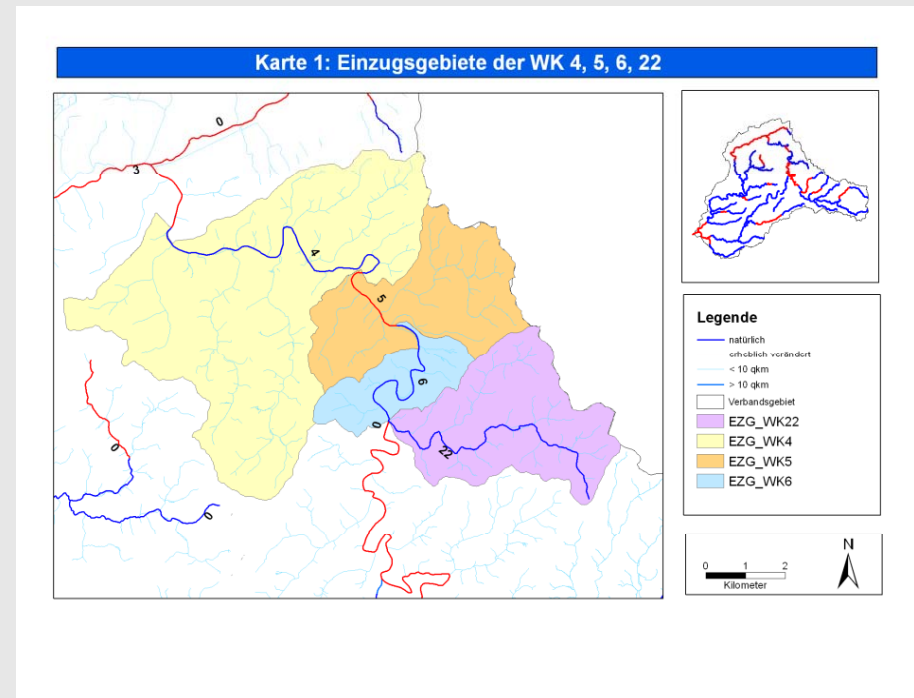 Karte 1: Einzugsgebiete der WK 4, 5, 6, 22
0
3
4
5
6
0
22
0
0
Legende
natürlich
erheblich verändert
< 10 qkm
> 10 qkm
Verbandsgebiet
EZG_WK22
EZG_WK4
EZG_WK5
EZG_WK6
N
0 1 2
Kilometer